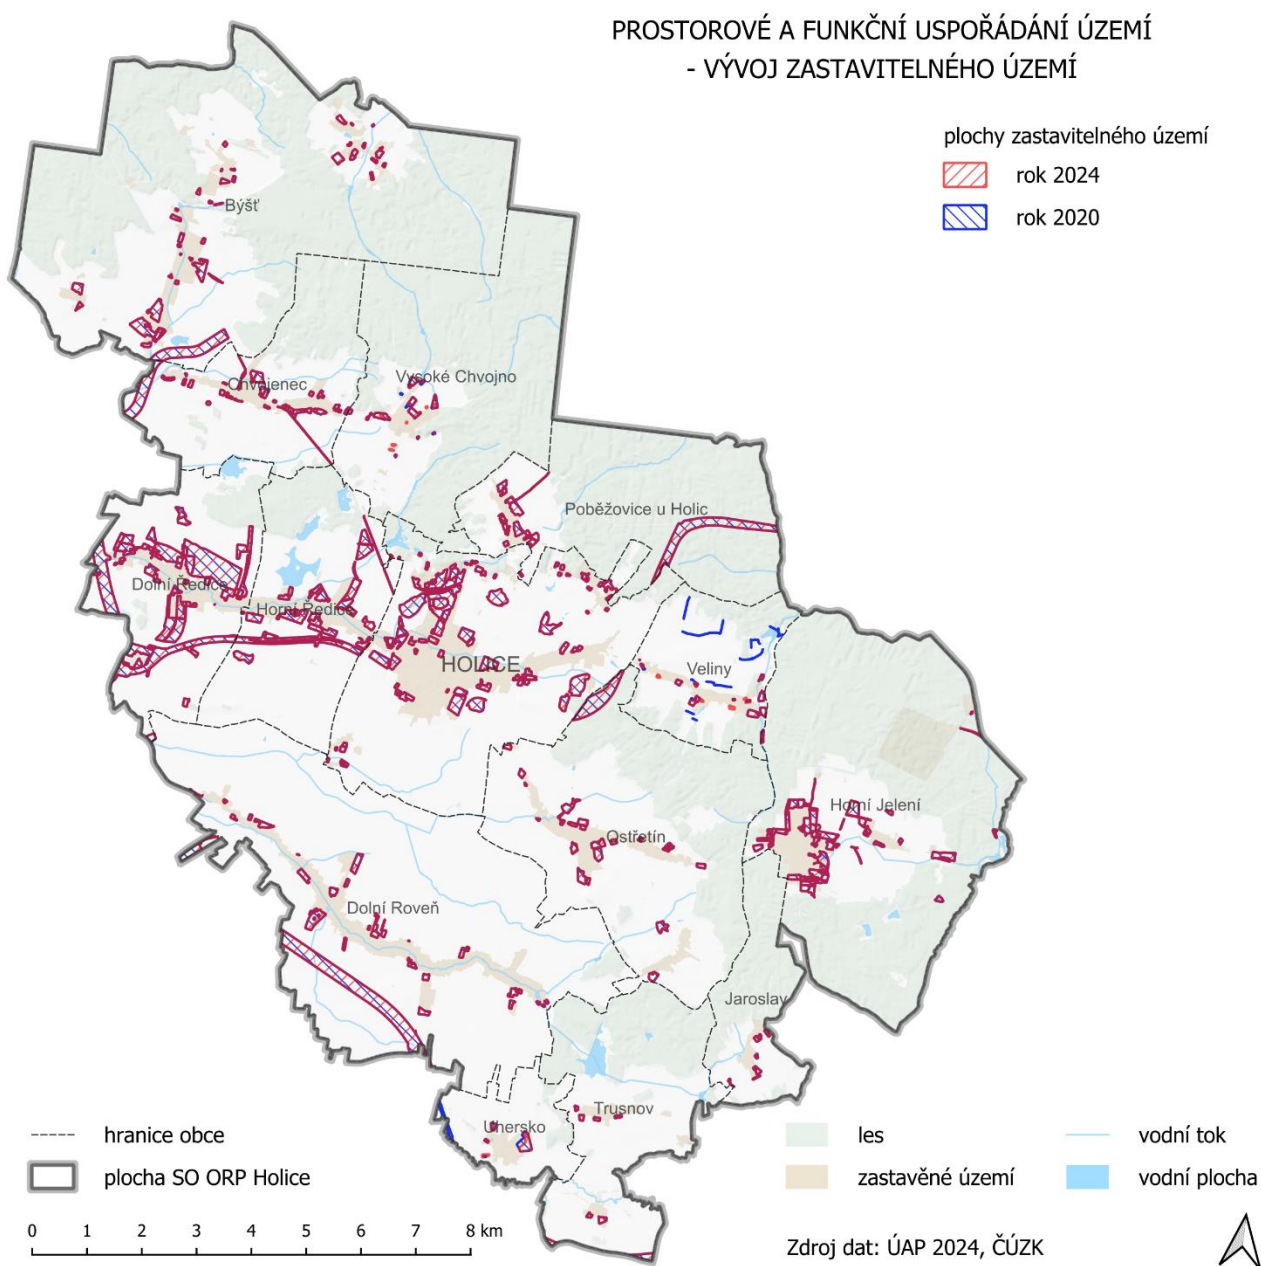 PROSTOROVÉ A FUNKČNÍ USPOŘÁDÁNÍ ÚZEMÍ
- VÝVOJ ZASTAVITELNÉHO ÚZEMÍ
plochy zastavitelného území
rok 2024
rok 2020
Býšť
Chvojenec
Vysoké Chvojno
Poběžovice u Holic
Dolní Ředice
Horní Ředice
HOLICE
Veliny
Horní Jelení
Ostřetín
Dolní Roveň
Jaroslav
Trusnov
Uhersko
hranice obce
plocha SO ORP Holice
0 1 2 3 4 5 6 7 8 km
les
zastavěné území
vodní tok
vodní plocha
Zdroj dat: ÚAP 2024, ČÚZK